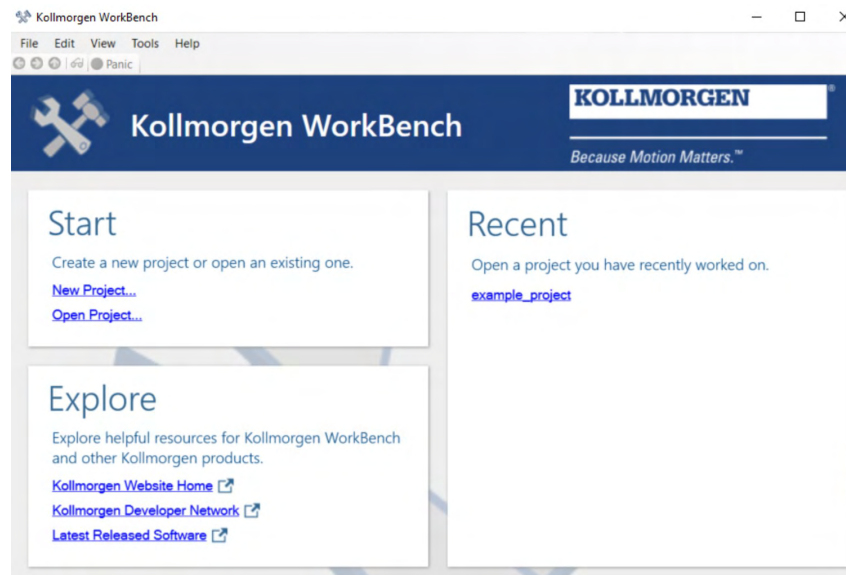 Kollmorgen WorkBench
File Edit View Tools Help
Panic
Kollmorgen WorkBench
KOLLMORGEN®
Because Motion Matters.™
Start
Create a new project or open an existing one.
New Project...
Open Project...
Explore
Explore helpful resources for Kollmorgen WorkBench
and other Kollmorgen products.
Kollmorgen Website Home
Kollmorgen Developer Network
Latest Released Software
Recent
Open a project you have recently worked on.
example_project